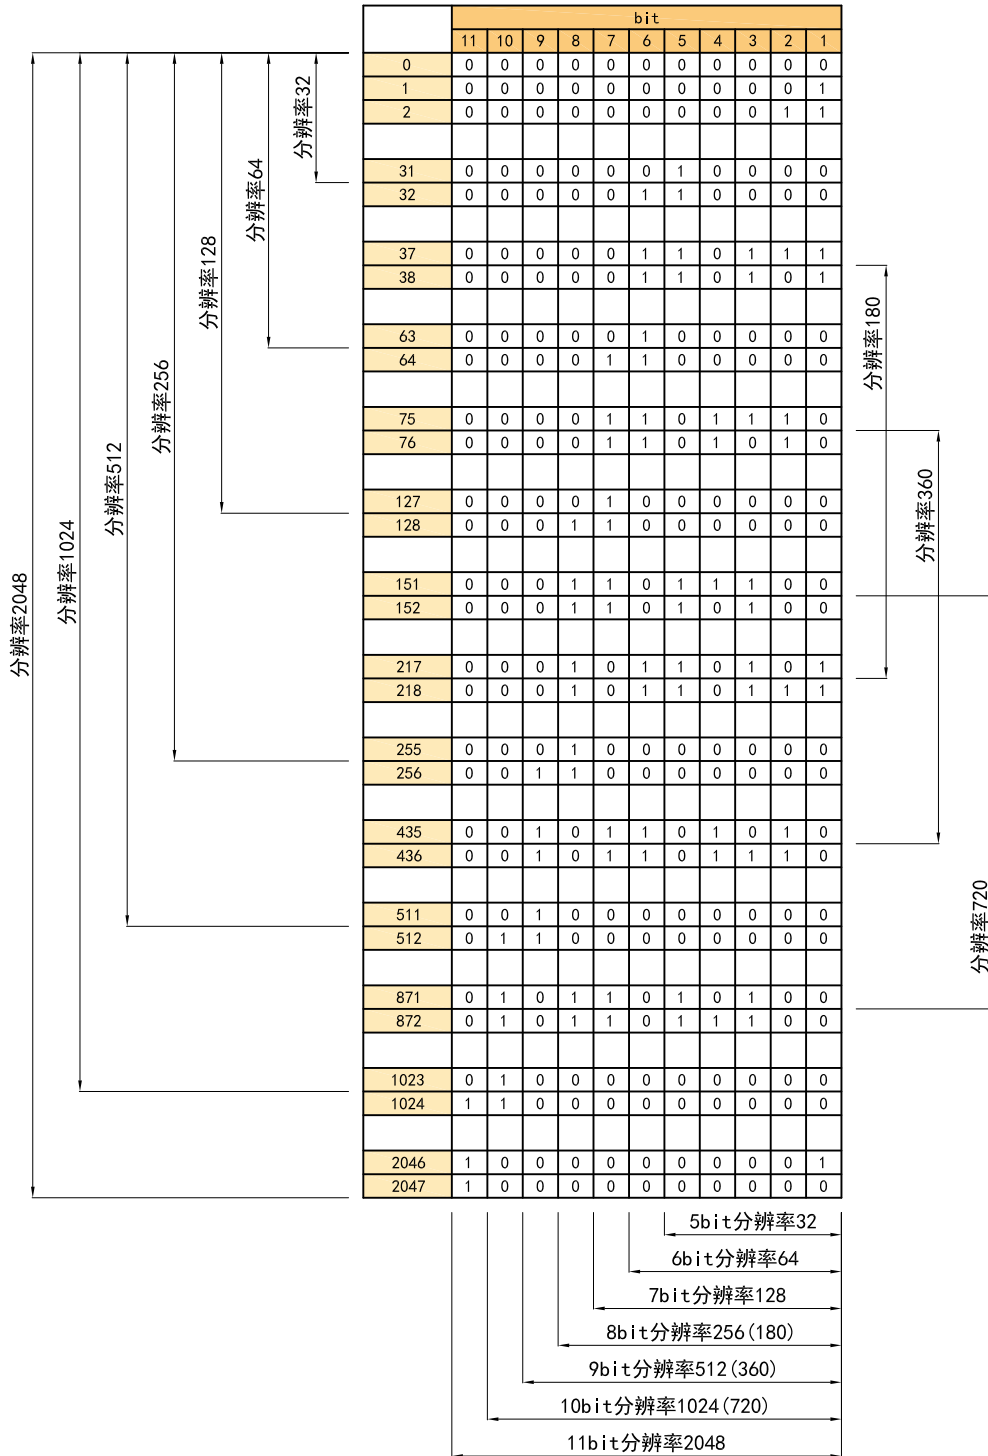 bit
11 10 9 8 7 6 5 4 3 2 1
0 0 0 0 0 0 0 0 0 0 0 0
1 0 0 0 0 0 0 0 0 0 0 1
2 0 0 0 0 0 0 0 0 0 1 1
31 0 0 0 0 0 0 1 0 0 0 0
32 0 0 0 0 0 1 1 0 0 0 0
37 0 0 0 0 0 1 1 0 1 1 1
38 0 0 0 0 0 1 1 0 1 0 1
63 0 0 0 0 0 1 0 0 0 0 0
64 0 0 0 0 1 1 0 0 0 0 0
75 0 0 0 0 1 1 0 1 1 1 0
76 0 0 0 0 1 1 0 1 0 1 0
127 0 0 0 0 1 0 0 0 0 0 0
128 0 0 0 1 1 0 0 0 0 0 0
151 0 0 0 1 1 0 1 1 1 0 0
152 0 0 0 1 1 0 1 0 1 0 0
217 0 0 0 1 0 1 1 0 1 0 1
218 0 0 0 1 0 1 1 0 1 1 1
255 0 0 0 1 0 0 0 0 0 0 0
256 0 0 1 1 0 0 0 0 0 0 0
435 0 0 1 0 1 1 0 1 0 1 0
436 0 0 1 0 1 1 0 1 1 1 0
511 0 0 1 0 0 0 0 0 0 0 0
512 0 1 1 0 0 0 0 0 0 0 0
871 0 1 0 1 1 0 1 0 1 0 0
872 0 1 0 1 1 0 1 1 1 0 0
1023 0 1 0 0 0 0 0 0 0 0 0
1024 1 1 0 0 0 0 0 0 0 0 0
2046 1 0 0 0 0 0 0 0 0 0 1
2047 1 0 0 0 0 0 0 0 0 0 0
分辨率2048
分辨率1024
分辨率512
分辨率256
分辨率128
分辨率64
分辨率32
分辨率180
分辨率360
分辨率720
5bit分辨率32
6bit分辨率64
7bit分辨率128
8bit分辨率256(180)
9bit分辨率512(360)
10bit分辨率1024(720)
11bit分辨率2048